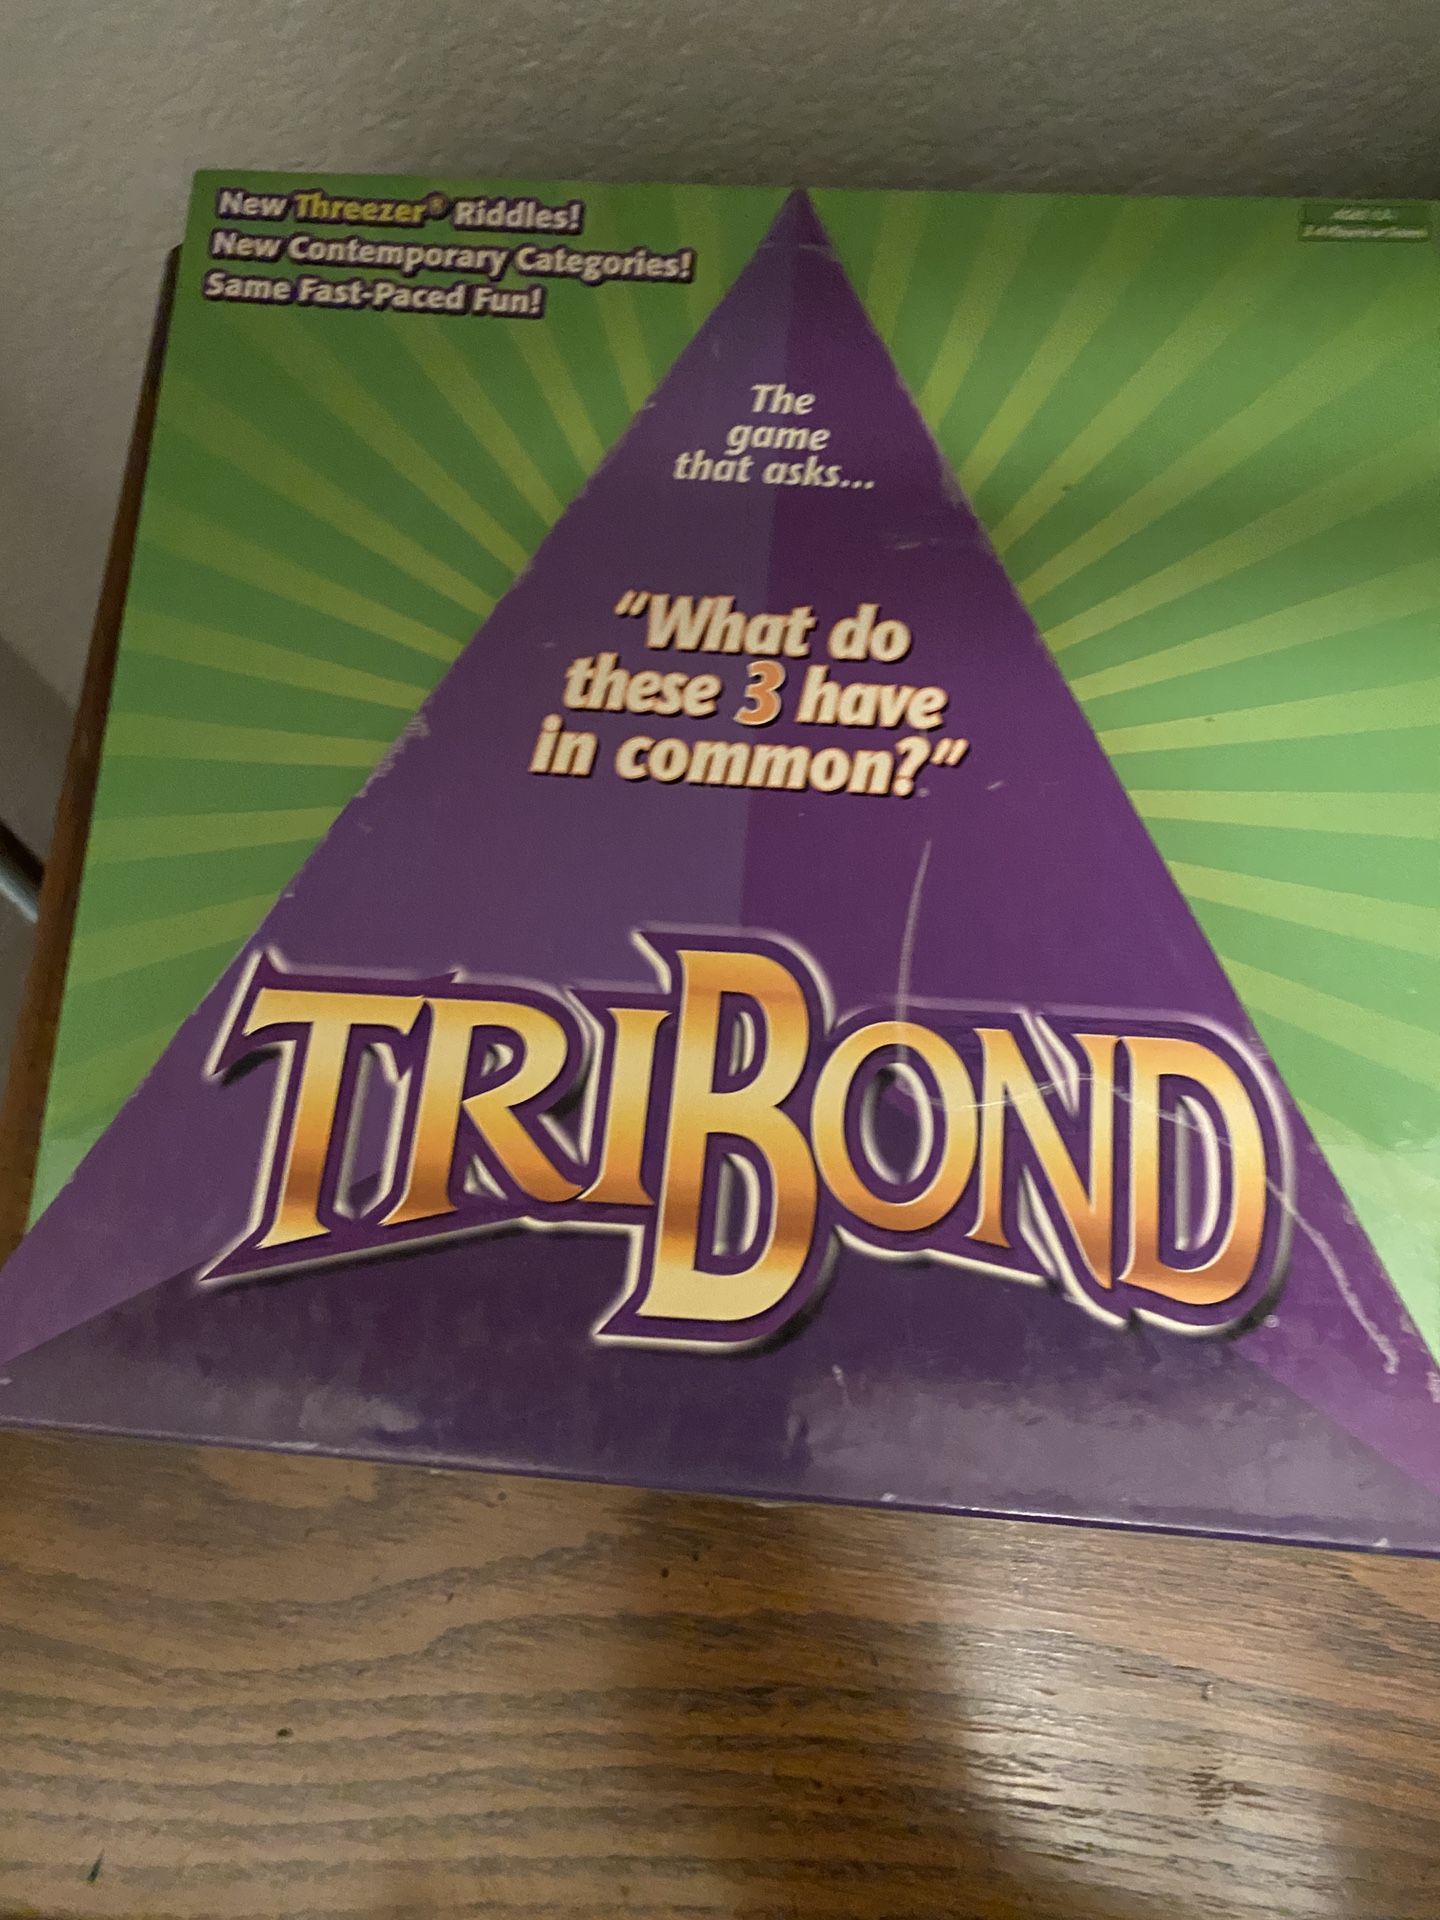 New Threezer® Riddles!
New Contemporary Categories!
Same Fast-Paced Fun!
The
game
that asks...
"What do
these 3 have
in common?"
TRIBOND